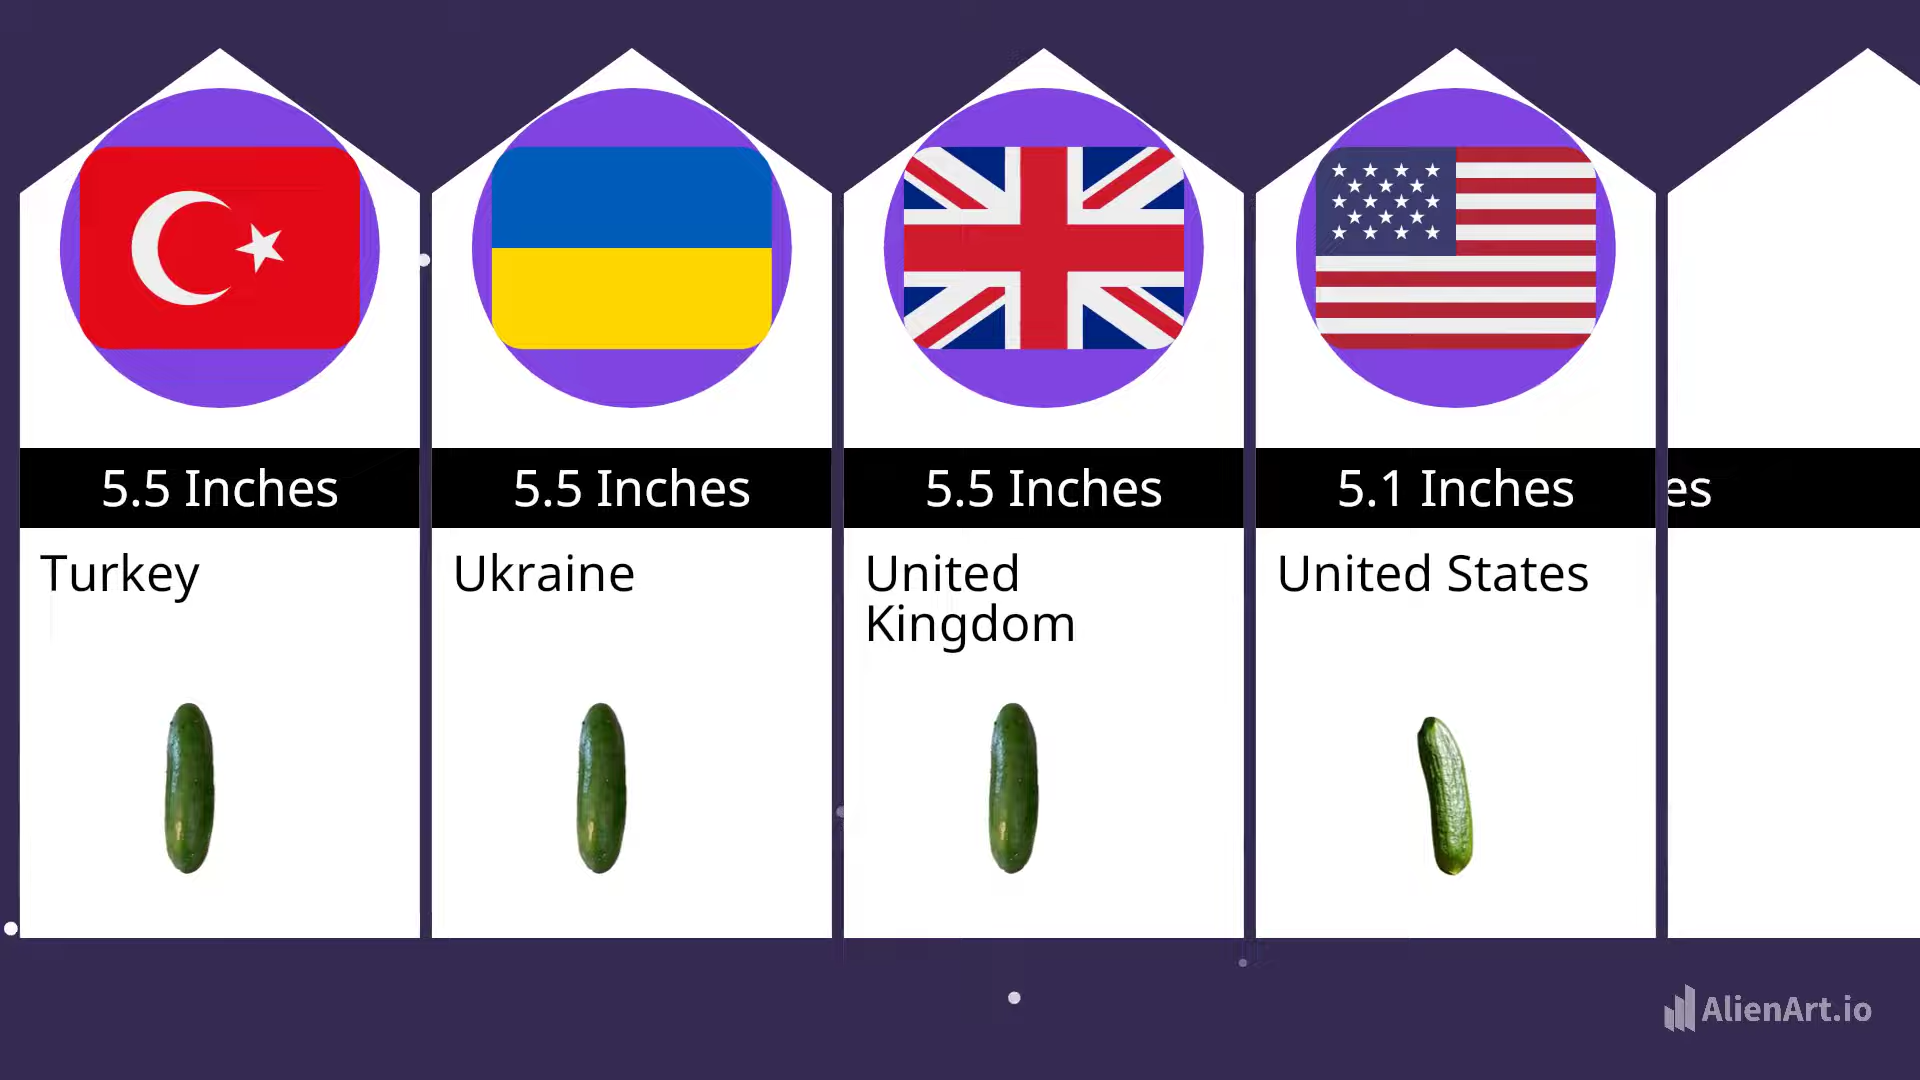 5.5 Inches
5.5 Inches
5.5 Inches
5.1 Inches
es
Turkey
Ukraine
United
Kingdom
United States
AlienArt.io